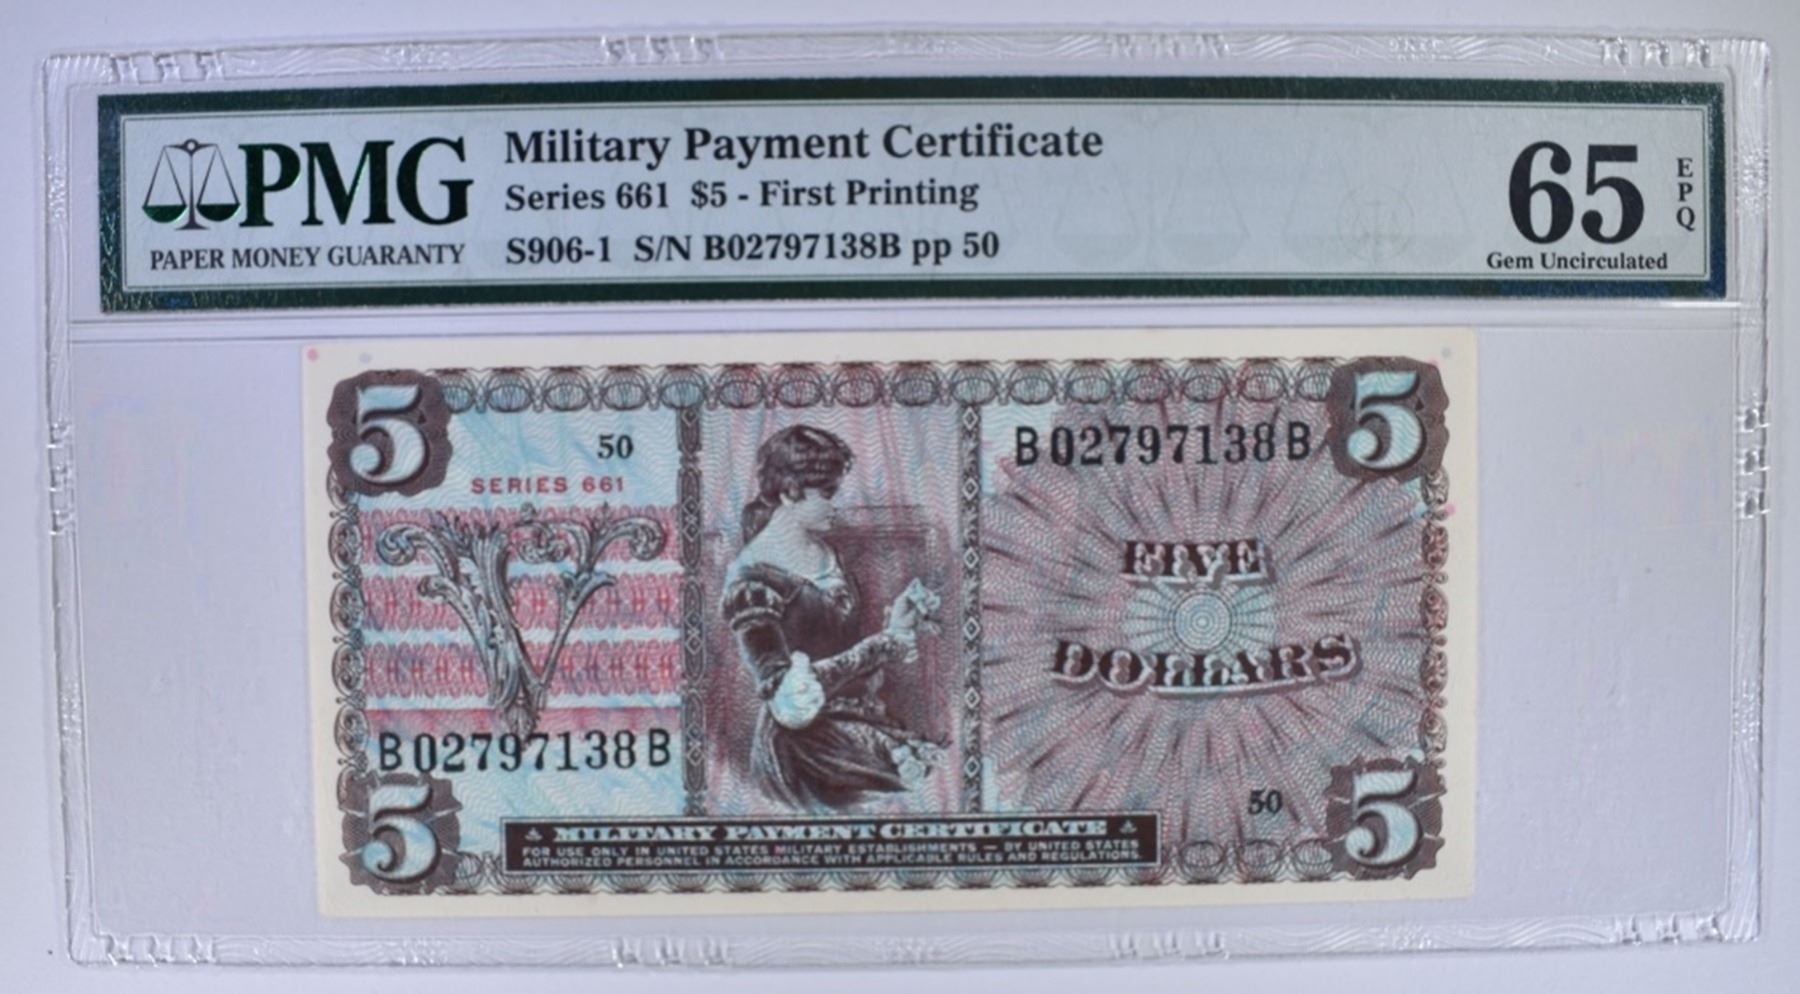 PMG
PAPER MONEY GUARANTY
Military Payment Certificate
Series 661 $5 - First Printing
S906-1 S/N B02797138B pp 50
65
EPQ
Gem Uncirculated
5
50
SERIES 661
V
B02797138B
5
B02797138B
5
FIVE
DOLLARS
50
5
MILITARY PAYMENT CERTIFICATE
FOR USE ONLY IN UNITED STATES MILITARY ESTABLISHMENTS — BY UNITED STATES
AUTHORIZED PERSONNEL IN ACCORDANCE WITH APPLICABLE RULES AND REGULATIONS.